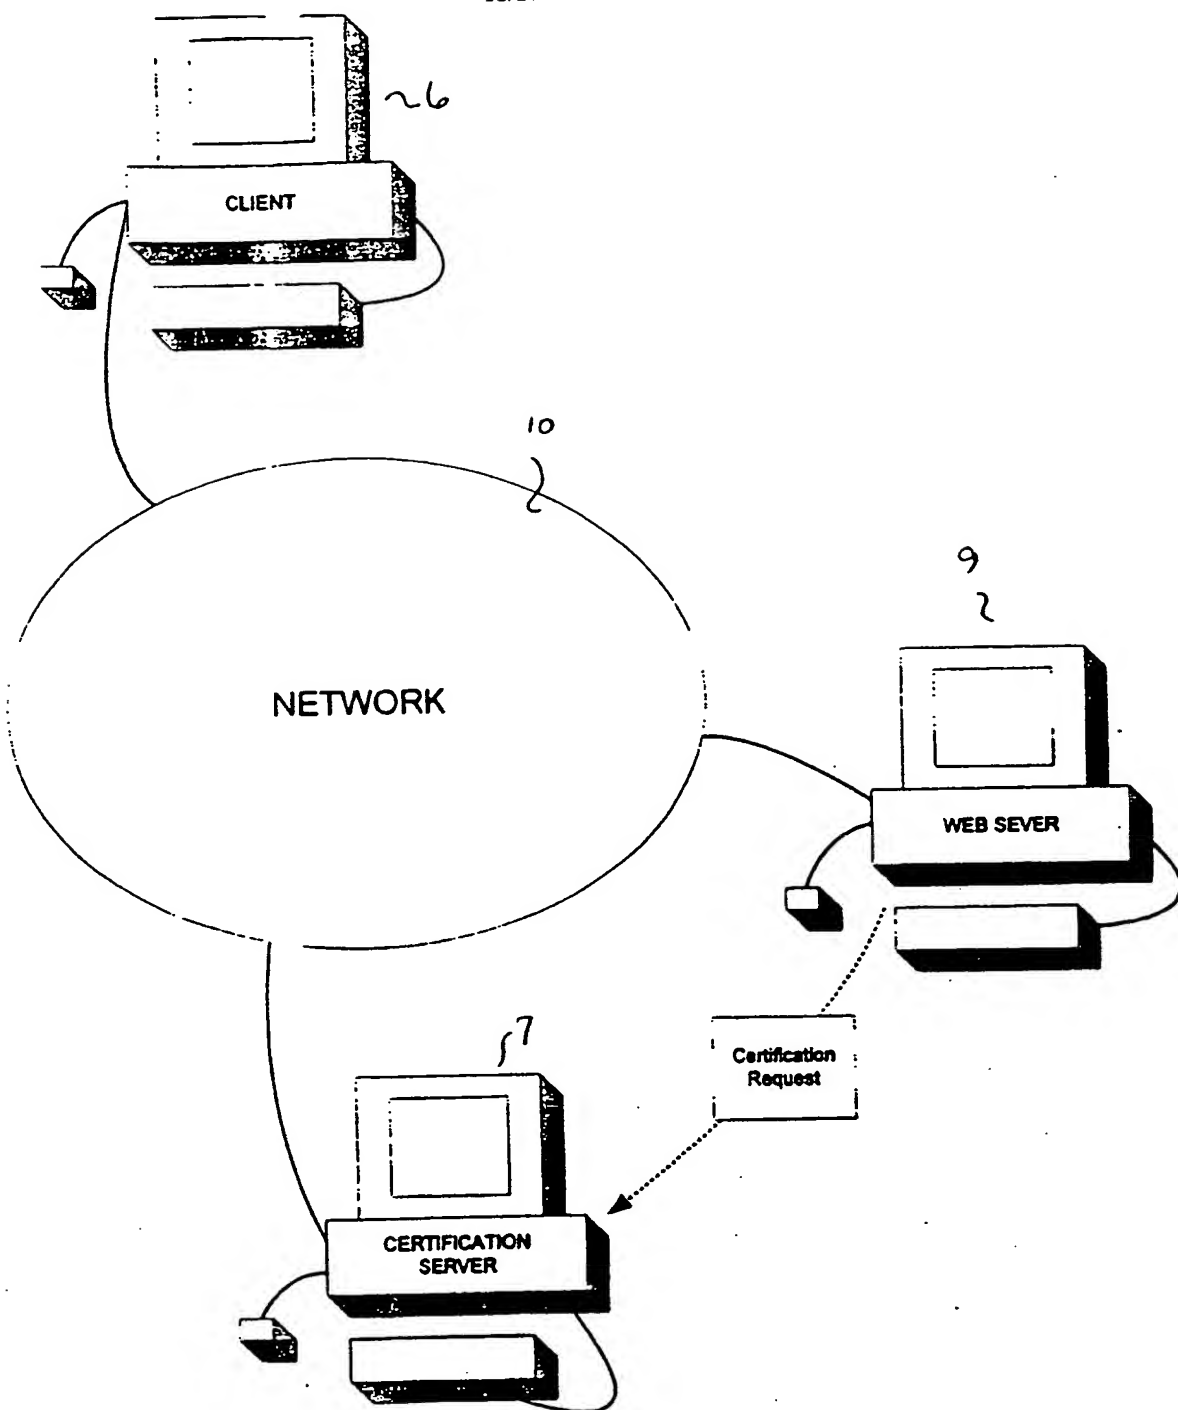 6
CLIENT
10
9
NETWORK
WEB SEVER
7
Certification
Request
CERTIFICATION
SERVER